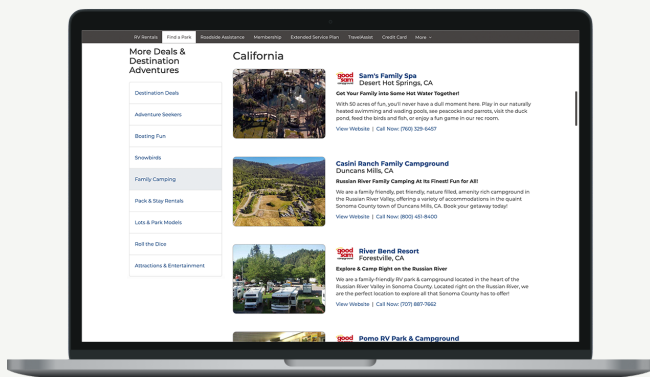 RV Rentals Find a Park Roadside Assistance Membership Extended Service Plan TravelAssist Credit Card More
More Deals &
Destination
Adventures
Destination Deals
Adventure Seekers
Boating Fun
Snowbirds
Family Camping
Pack & Stay Rentals
Lots & Park Models
Roll the Dice
Attractions & Entertainment
California
good
sam
Sam's Family Spa
Desert Hot Springs, CA
Got Your Family into Some Hot Water Together!
With 50 acres of fun, you'll never have a dull moment here. Play in our naturally
heated swimming and wading pools, see peacocks and parrots, visit the duck
pond, feed the birds and fish, or enjoy a fun game in our rec room.
View Website | Call Now: (760) 329-6457
Casini Ranch Family Campground
Duncans Mills, CA
Russian River Family Camping At Its Finest! Fun for All!
We are a family friendly, pet friendly, nature filled, amenity rich campground in
the Russian River Valley, offering a variety of accommodations in the quaint
Sonoma County town of Duncans Mills, CA. Book your getaway today!
View Website | Call Now: (800) 451-8400
good
sam
River Bend Resort
Forestville, CA
Explore & Camp Right on the Russian River
We are a family-friendly RV park & campground located in the heart of the
Russian River Valley in Sonoma County. Located right on the Russian River, we
are the perfect location to explore all that Sonoma County has to offer!
View Website | Call Now: (707) 887-7662
good
sam
Pomo RV Park & Campground